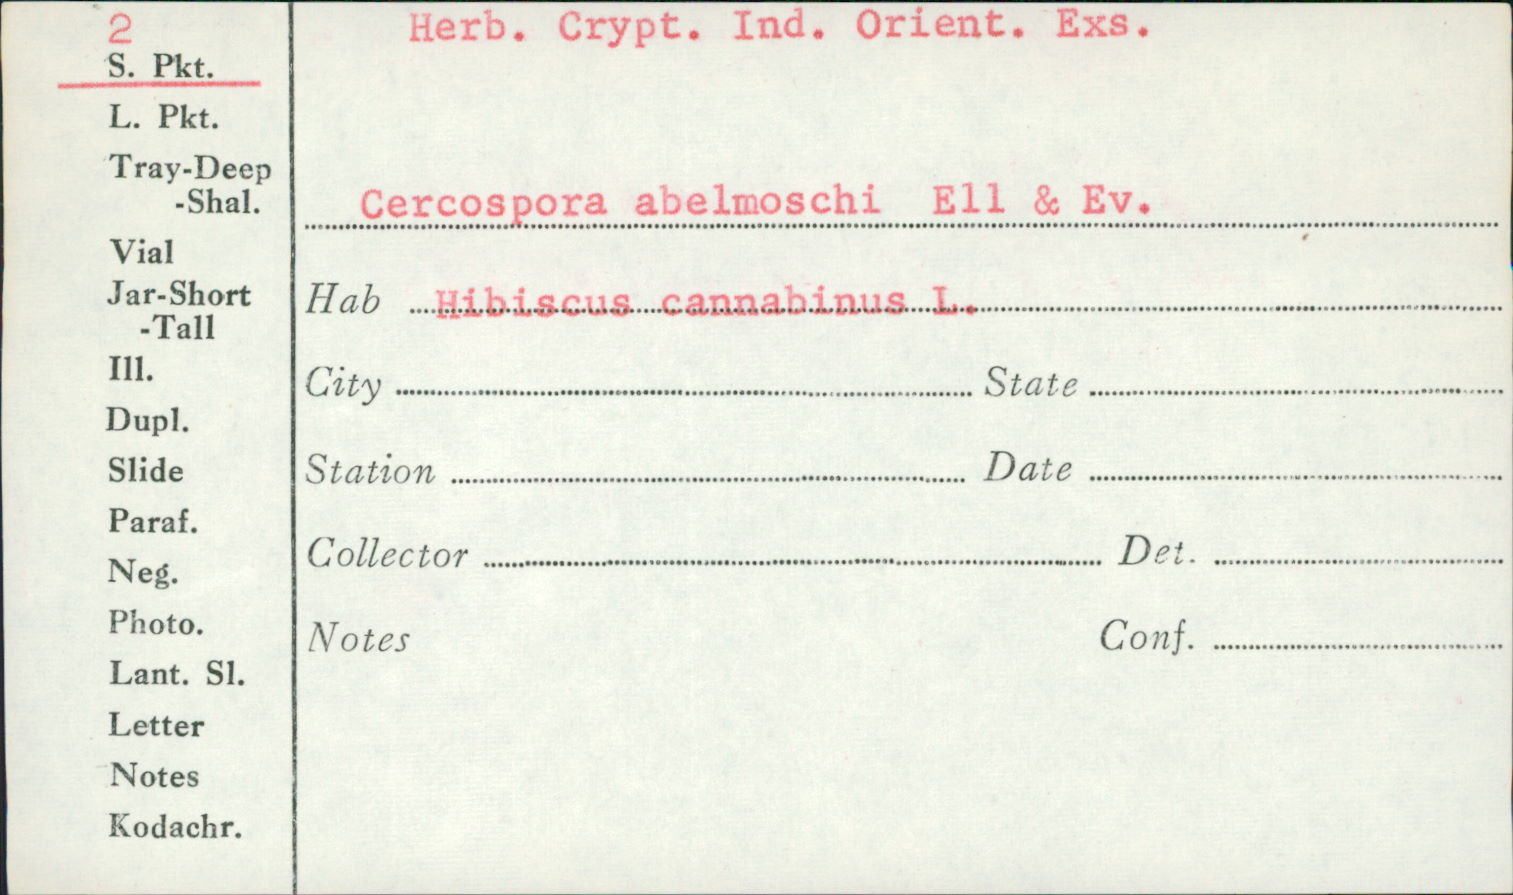 2
S. Pkt.
L. Pkt.
Tray-Deep
-Shal.
Vial
Jar-Short
-Tall
Ill.
Dupl.
Slide
Paraf.
Neg.
Photo.
Lant. Sl.
Letter
Notes
Kodachr.
Herb. Crypt. Ind. Orient. Exs.
Cercospora abelmoschi Ell & Ev.
Hab Hibiscus cannabinus L.
City State
Station Date
Collector Det.
Notes Conf.